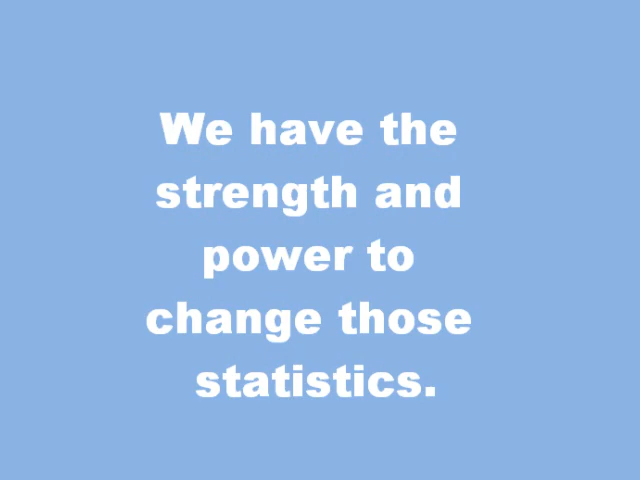 We have the
strength and
power to
change those
statistics.